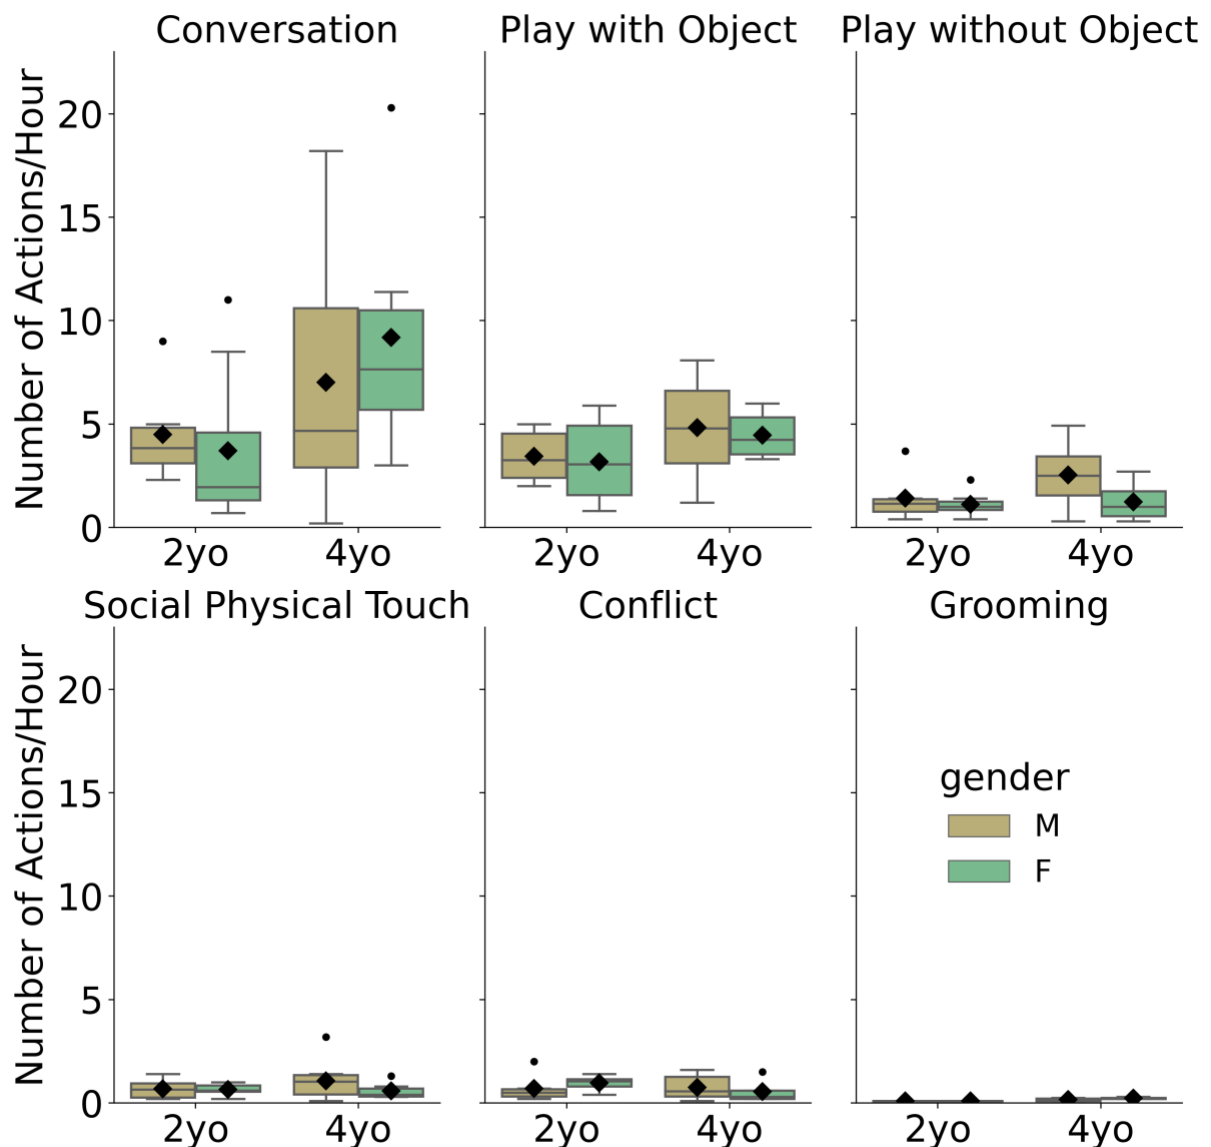 Conversation
Play with Object
Play without Object
Number of Actions/Hour
20
15
10
5
0
2yo
4yo
2yo
4yo
2yo
4yo
Social Physical Touch
Conflict
Grooming
Number of Actions/Hour
20
15
10
5
0
gender
M
F
2yo
4yo
2yo
4yo
2yo
4yo